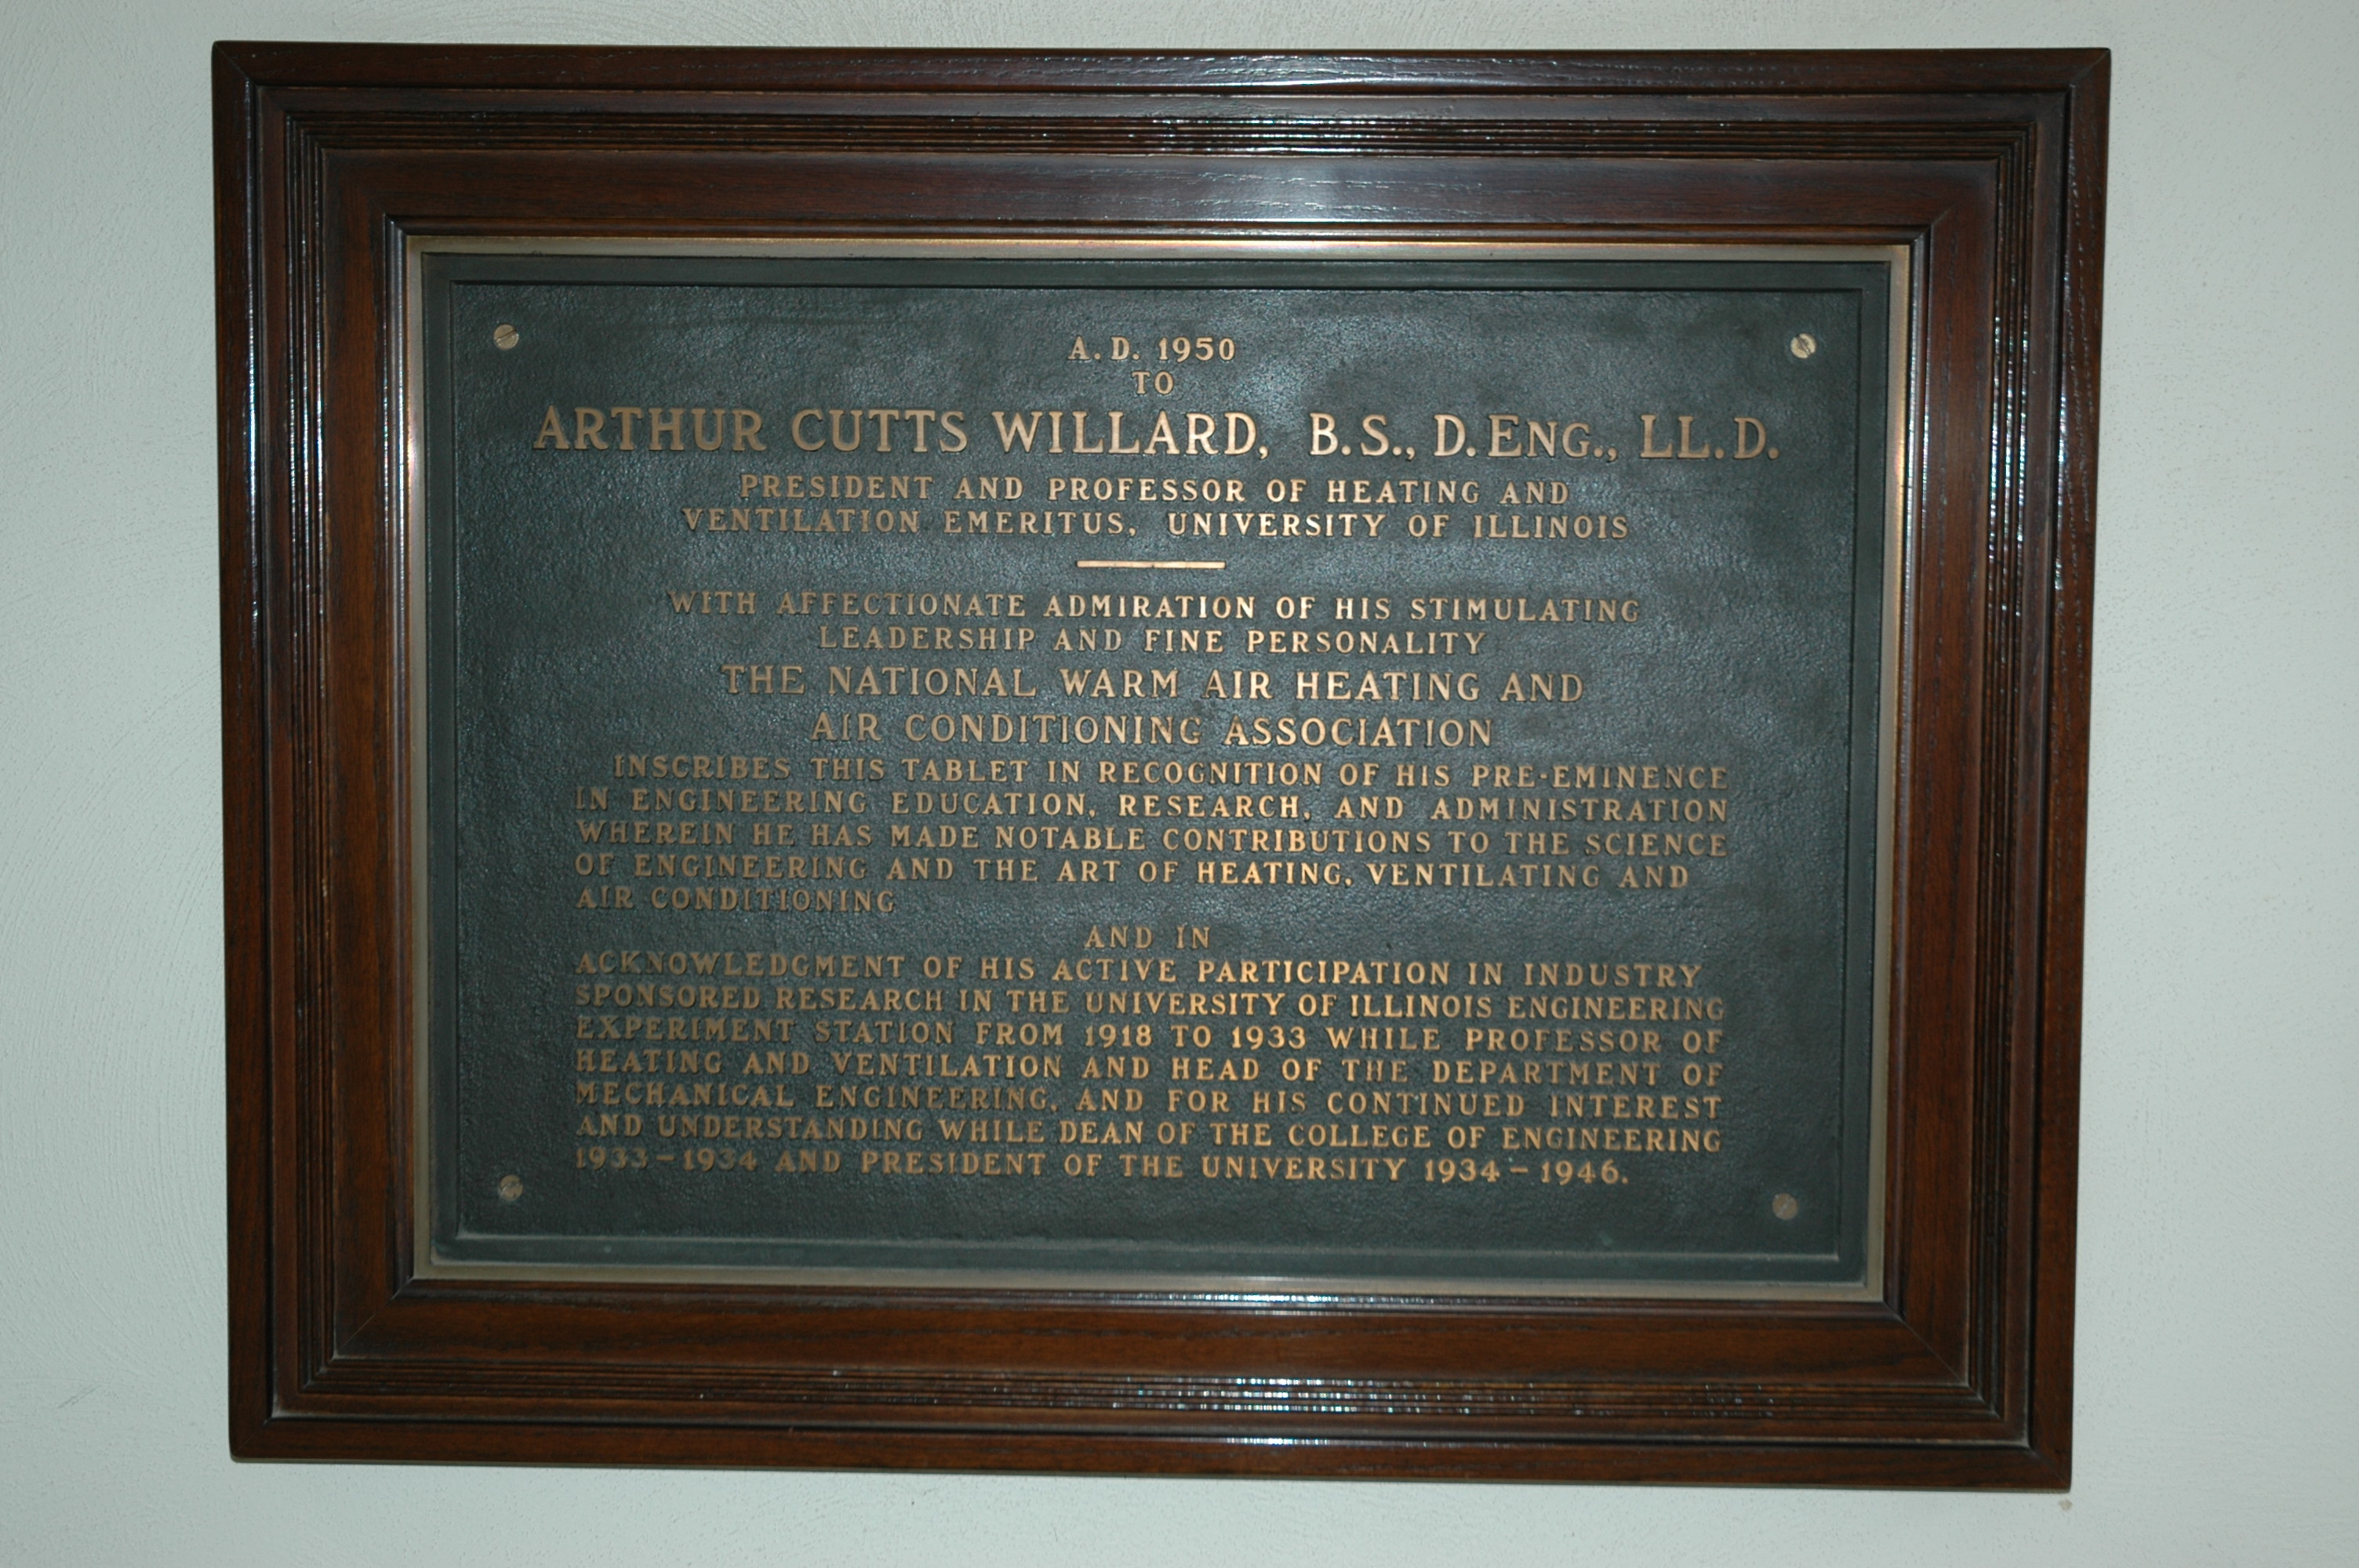 A. D. 1950
TO
ARTHUR CUTTS WILLARD, B.S., D.ENG., LL.D.
PRESIDENT AND PROFESSOR OF HEATING AND
VENTILATION EMERITUS, UNIVERSITY OF ILLINOIS
WITH AFFECTIONATE ADMIRATION OF HIS STIMULATING
LEADERSHIP AND FINE PERSONALITY
THE NATIONAL WARM AIR HEATING AND
AIR CONDITIONING ASSOCIATION
INSCRIBES THIS TABLET IN RECOGNITION OF HIS PRE-EMINENCE
IN ENGINEERING EDUCATION, RESEARCH, AND ADMINISTRATION
WHEREIN HE HAS MADE NOTABLE CONTRIBUTIONS TO THE SCIENCE
OF ENGINEERING AND THE ART OF HEATING, VENTILATING AND
AIR CONDITIONING
AND IN
ACKNOWLEDGMENT OF HIS ACTIVE PARTICIPATION IN INDUSTRY
SPONSORED RESEARCH IN THE UNIVERSITY OF ILLINOIS ENGINEERING
EXPERIMENT STATION FROM 1918 TO 1933 WHILE PROFESSOR OF
HEATING AND VENTILATION AND HEAD OF THE DEPARTMENT OF
MECHANICAL ENGINEERING, AND FOR HIS CONTINUED INTEREST
AND UNDERSTANDING WHILE DEAN OF THE COLLEGE OF ENGINEERING
1933-1934 AND PRESIDENT OF THE UNIVERSITY 1934-1946.